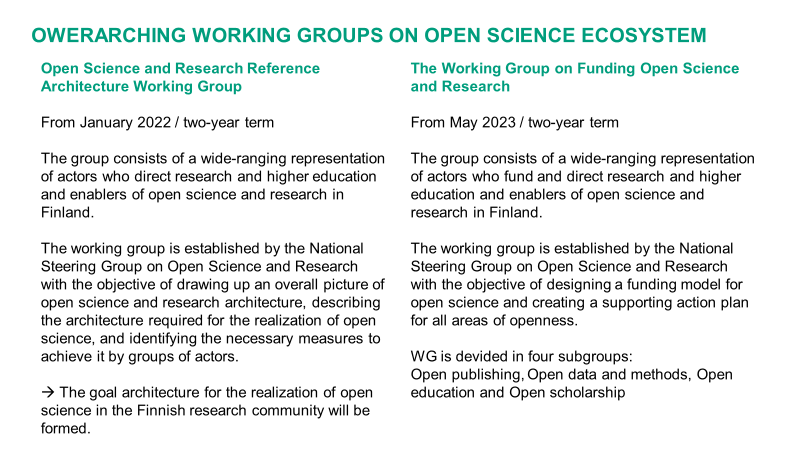 OWERARCHING WORKING GROUPS ON OPEN SCIENCE ECOSYSTEM
Open Science and Research Reference
Architecture Working Group
From January 2022 / two-year term
The group consists of a wide-ranging representation
of actors who direct research and higher education
and enablers of open science and research in
Finland.
The working group is established by the National
Steering Group on Open Science and Research
with the objective of drawing up an overall picture of
open science and research architecture, describing
the architecture required for the realization of open
science, and identifying the necessary measures to
achieve it by groups of actors.
→ The goal architecture for the realization of open
science in the Finnish research community will be
formed.
The Working Group on Funding Open Science
and Research
From May 2023 / two-year term
The group consists of a wide-ranging representation
of actors who fund and direct research and higher
education and enablers of open science and
research in Finland.
The working group is established by the National
Steering Group on Open Science and Research
with the objective of designing a funding model for
open science and creating a supporting action plan
for all areas of openness.
WG is devided in four subgroups:
Open publishing, Open data and methods, Open
education and Open scholarship